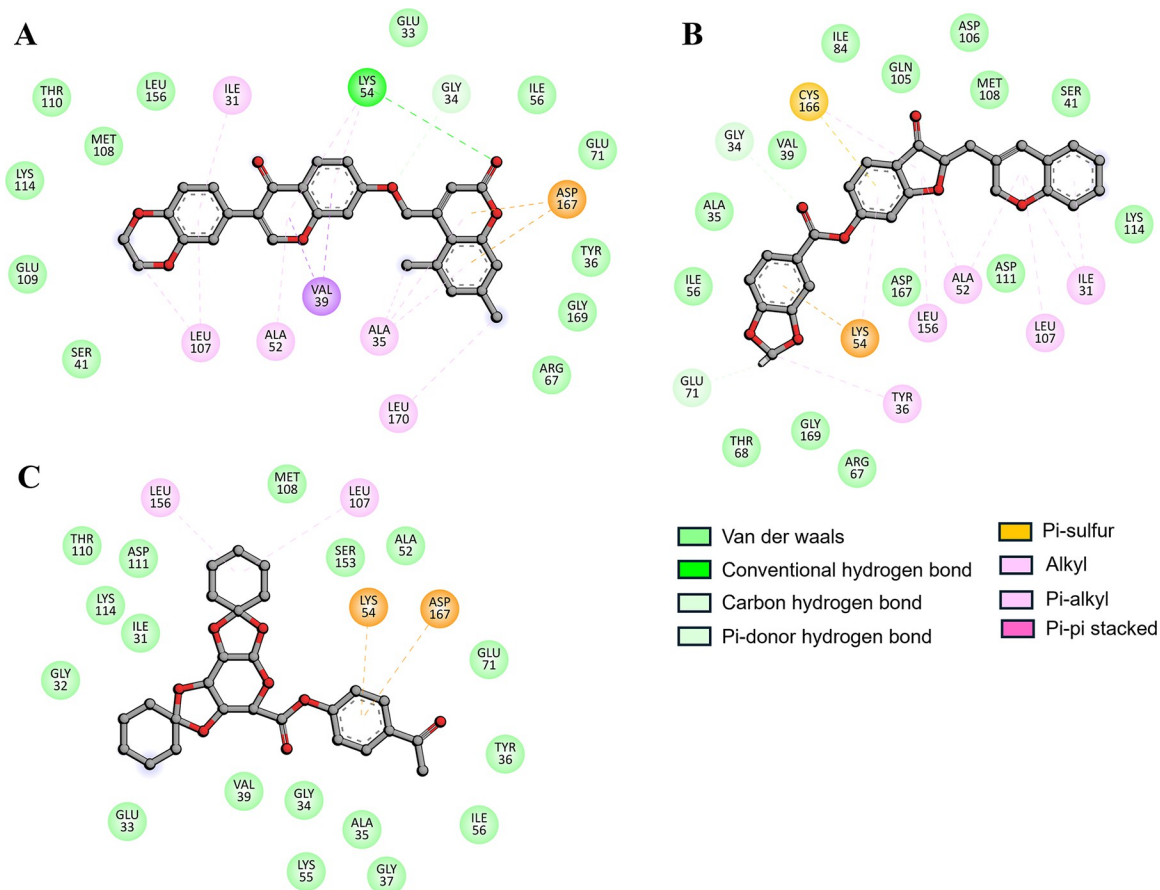 A
GLU
33
LYS
54
GLY
34
ILE
56
THR
110
LEU
156
ILE
31
MET
108
GLU
71
LYS
114
ASP
167
GLU
109
TYR
36
VAL
39
GLY
169
SER
41
LEU
107
ALA
52
ALA
35
ARG
67
LEU
170
B
ILE
84
ASP
106
GLN
105
MET
108
SER
41
CYS
166
GLY
34
VAL
39
ALA
35
LYS
114
ILE
56
ASP
167
ALA
52
ASP
111
ILE
31
LEU
156
LYS
54
LEU
107
GLU
71
TYR
36
THR
68
GLY
169
ARG
67
C
LEU
156
MET
108
LEU
107
THR
110
ASP
111
SER
153
ALA
52
LYS
114
ILE
31
LYS
54
ASP
167
GLY
32
GLU
71
TYR
36
GLU
33
VAL
39
GLY
34
ALA
35
ILE
56
LYS
55
GLY
37
Van der waals
Conventional hydrogen bond
Carbon hydrogen bond
Pi-donor hydrogen bond
Pi-sulfur
Alkyl
Pi-alkyl
Pi-pi stacked